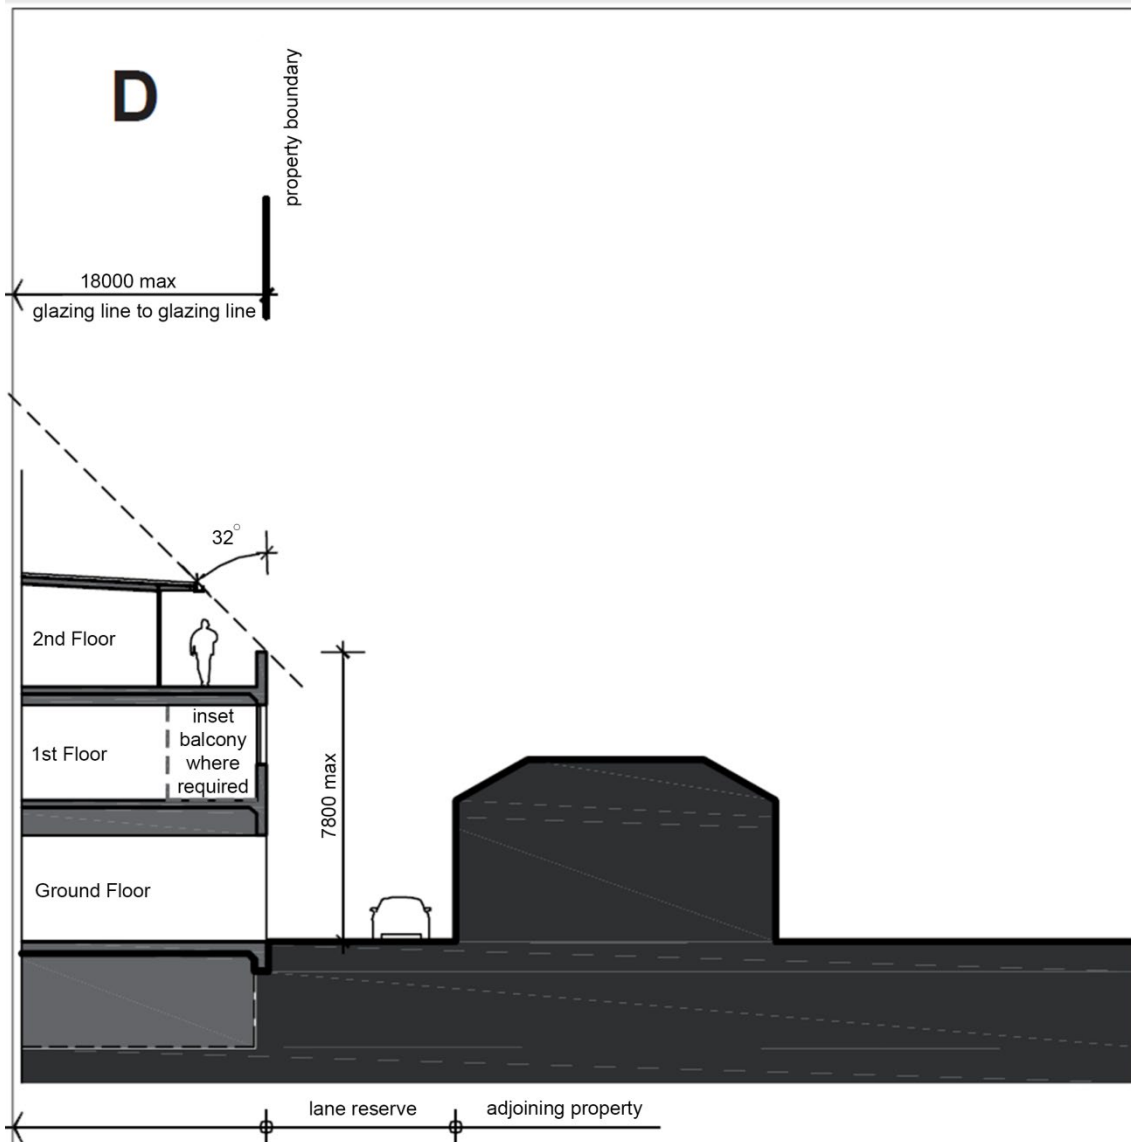 D
property boundary
18000 max
glazing line to glazing line
32°
2nd Floor
inset
balcony
where
required
1st Floor
7800 max
Ground Floor
lane reserve
adjoining property